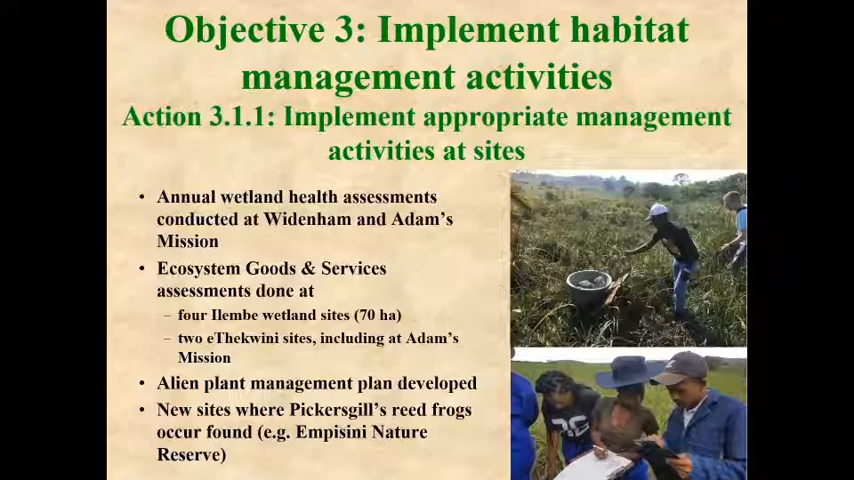 Objective 3: Implement habitat
management activities
Action 3.1.1: Implement appropriate management
activities at sites
• Annual wetland health assessments
conducted at Widenham and Adam's
Mission
• Ecosystem Goods & Services
assessments done at
– four Ilembe wetland sites (70 ha)
– two eThekwini sites, including at Adam's
Mission
• Alien plant management plan developed
• New sites where Pickersgill's reed frogs
occur found (e.g. Empisini Nature
Reserve)